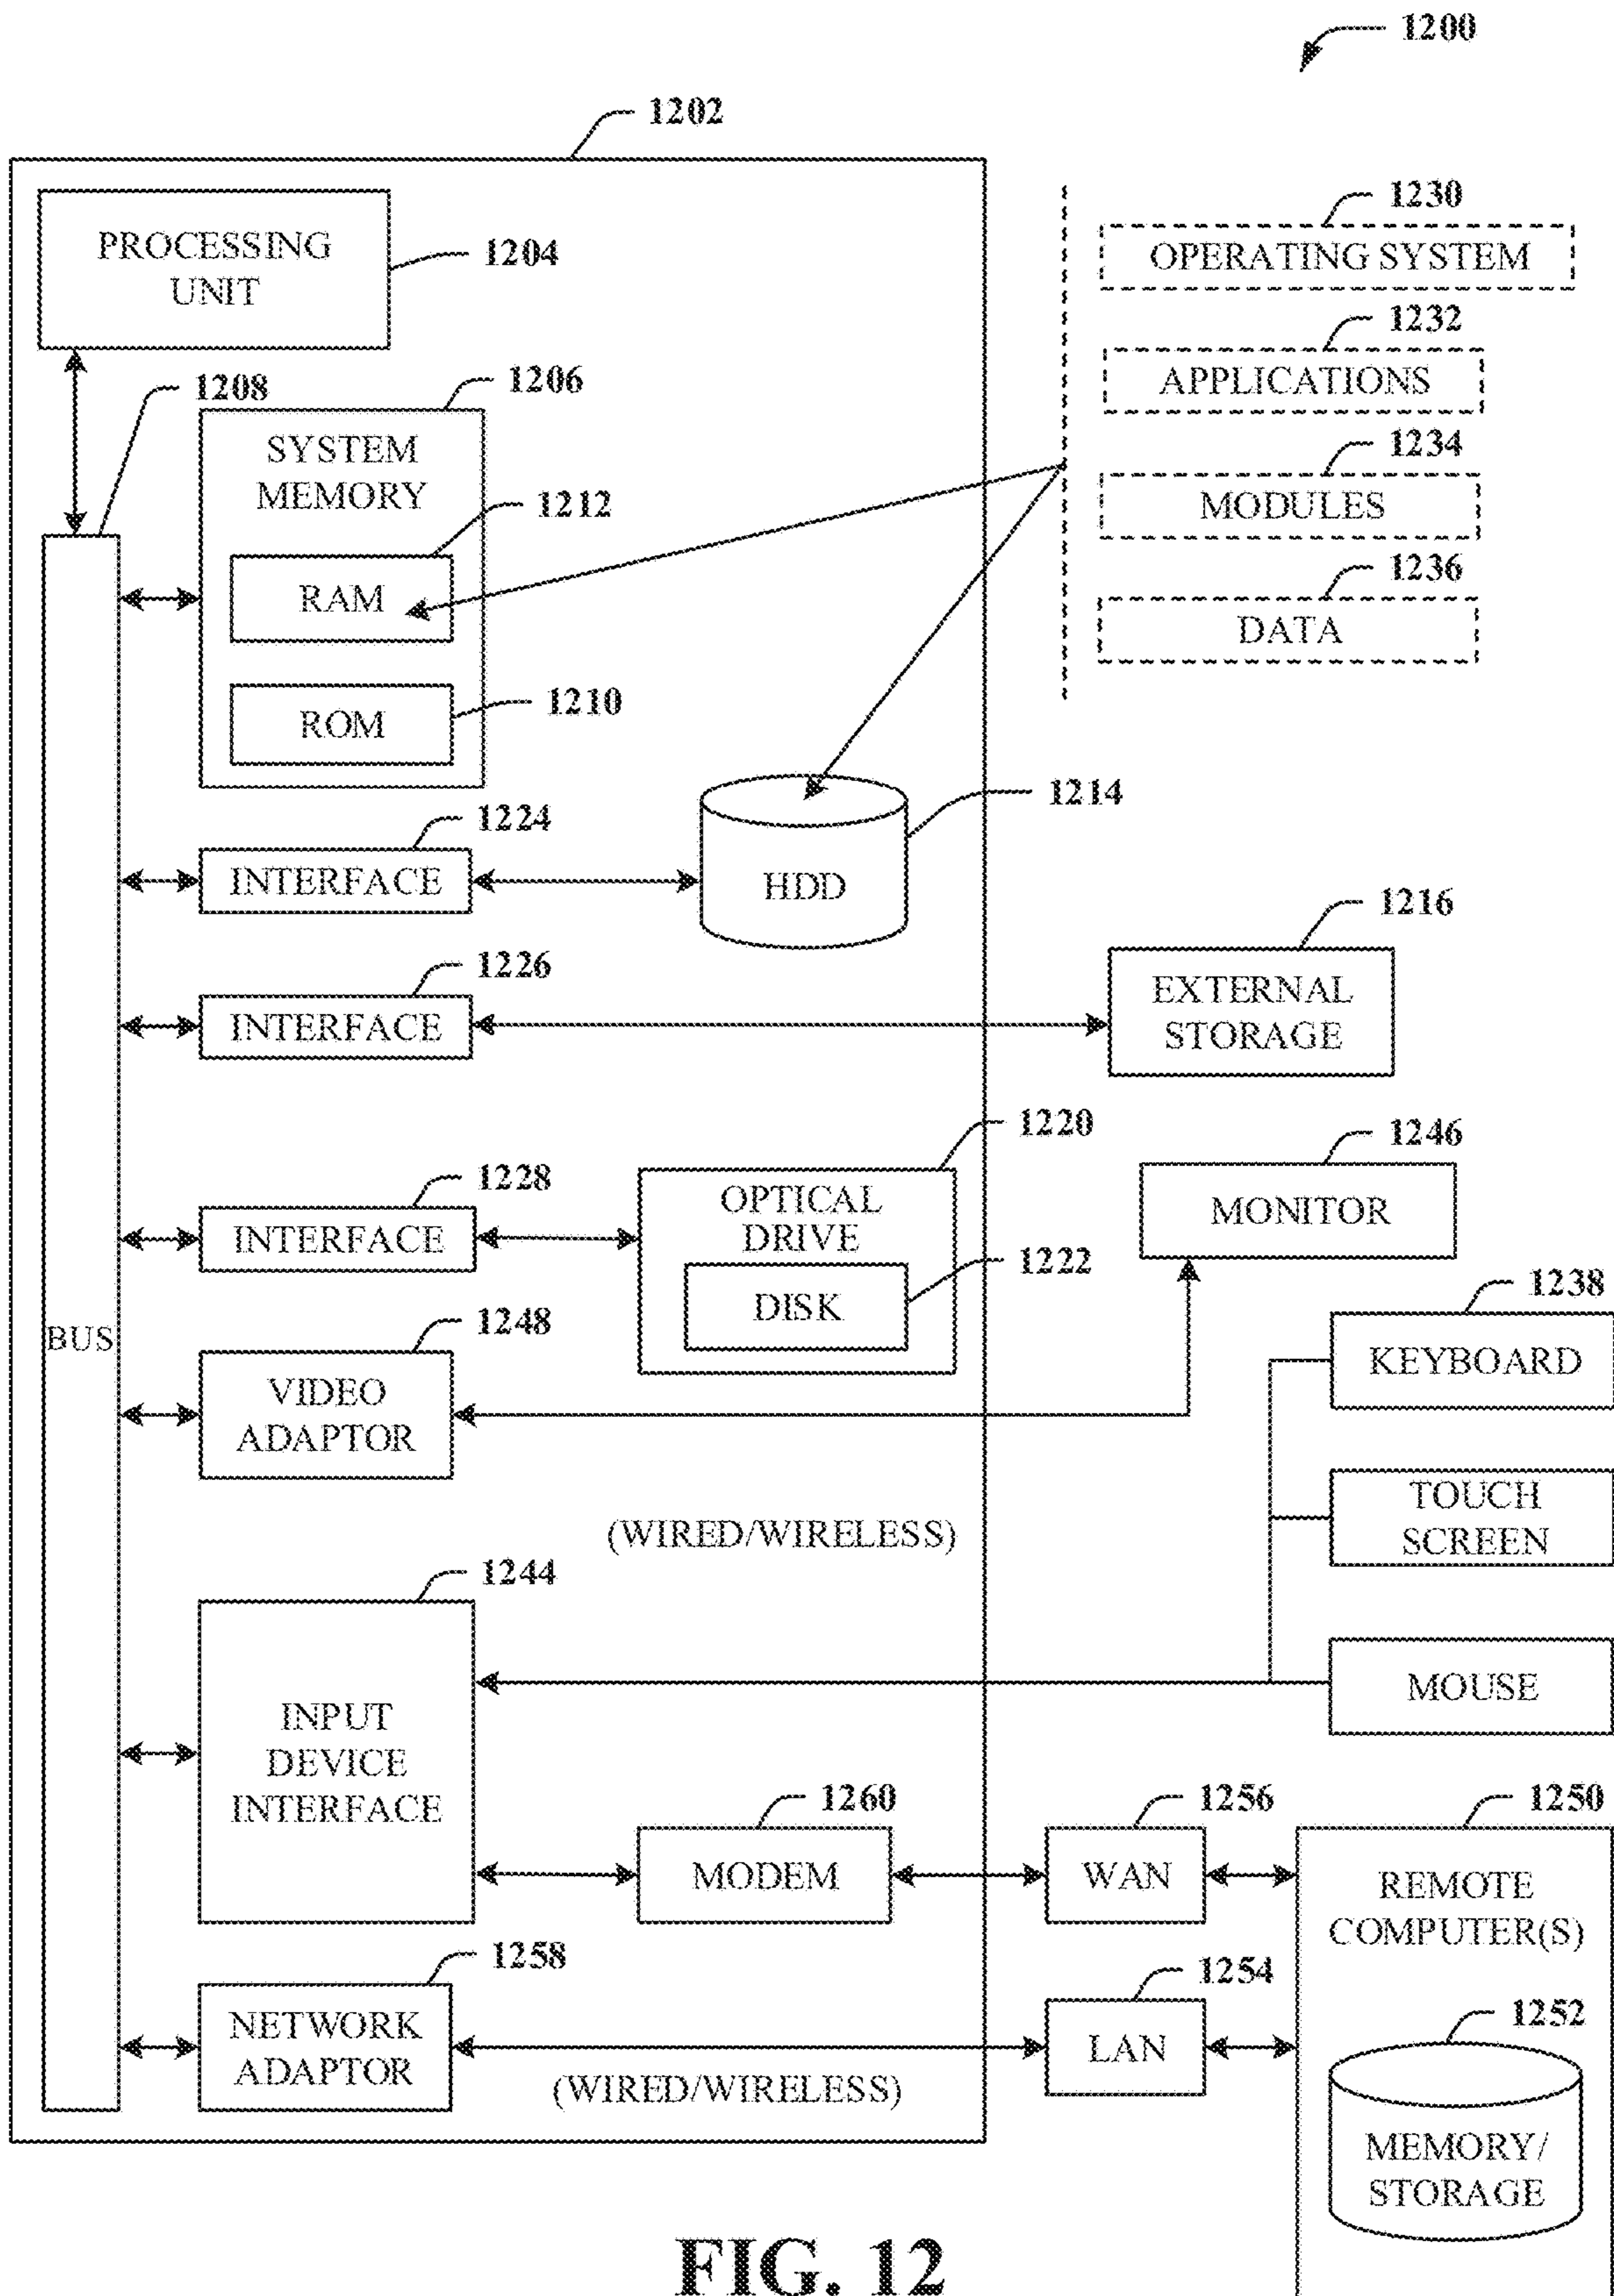 1200
1202
PROCESSING
UNIT
1204
1230
OPERATING SYSTEM
1232
APPLICATIONS
1234
MODULES
1236
DATA
1208
1206
SYSTEM
MEMORY
1212
RAM
1210
ROM
1224
INTERFACE
1214
HDD
1226
INTERFACE
1216
EXTERNAL
STORAGE
1228
INTERFACE
1220
OPTICAL
DRIVE
1222
DISK
1246
MONITOR
BUS
1248
VIDEO
ADAPTOR
1238
KEYBOARD
TOUCH
SCREEN
(WIRED/WIRELESS)
MOUSE
1244
INPUT
DEVICE
INTERFACE
1260
MODEM
1256
WAN
1250
REMOTE
COMPUTER(S)
1258
NETWORK
ADAPTOR
(WIRED/WIRELESS)
1254
LAN
1252
MEMORY/
STORAGE
FIG. 12